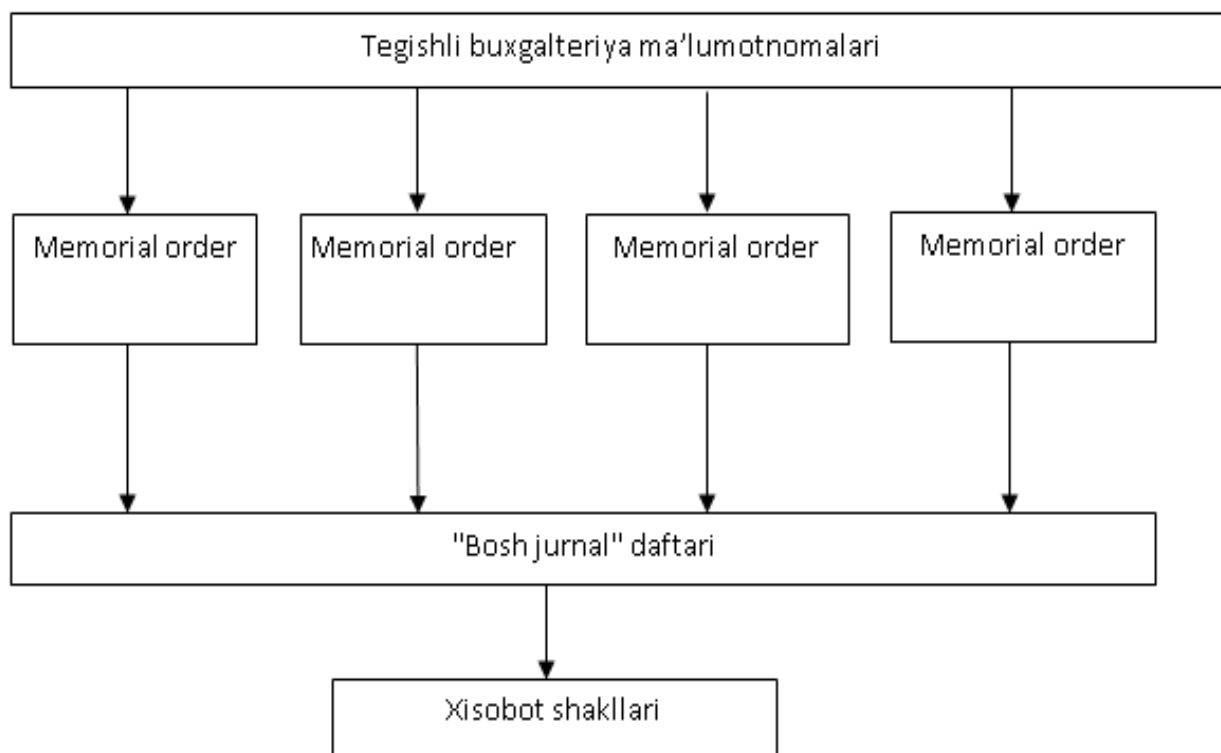 Tegishli buxgalteriya ma’lumotnomalari
Memorial order
Memorial order
Memorial order
Memorial order
"Bosh jurnal" daftari
Xisobot shakllari